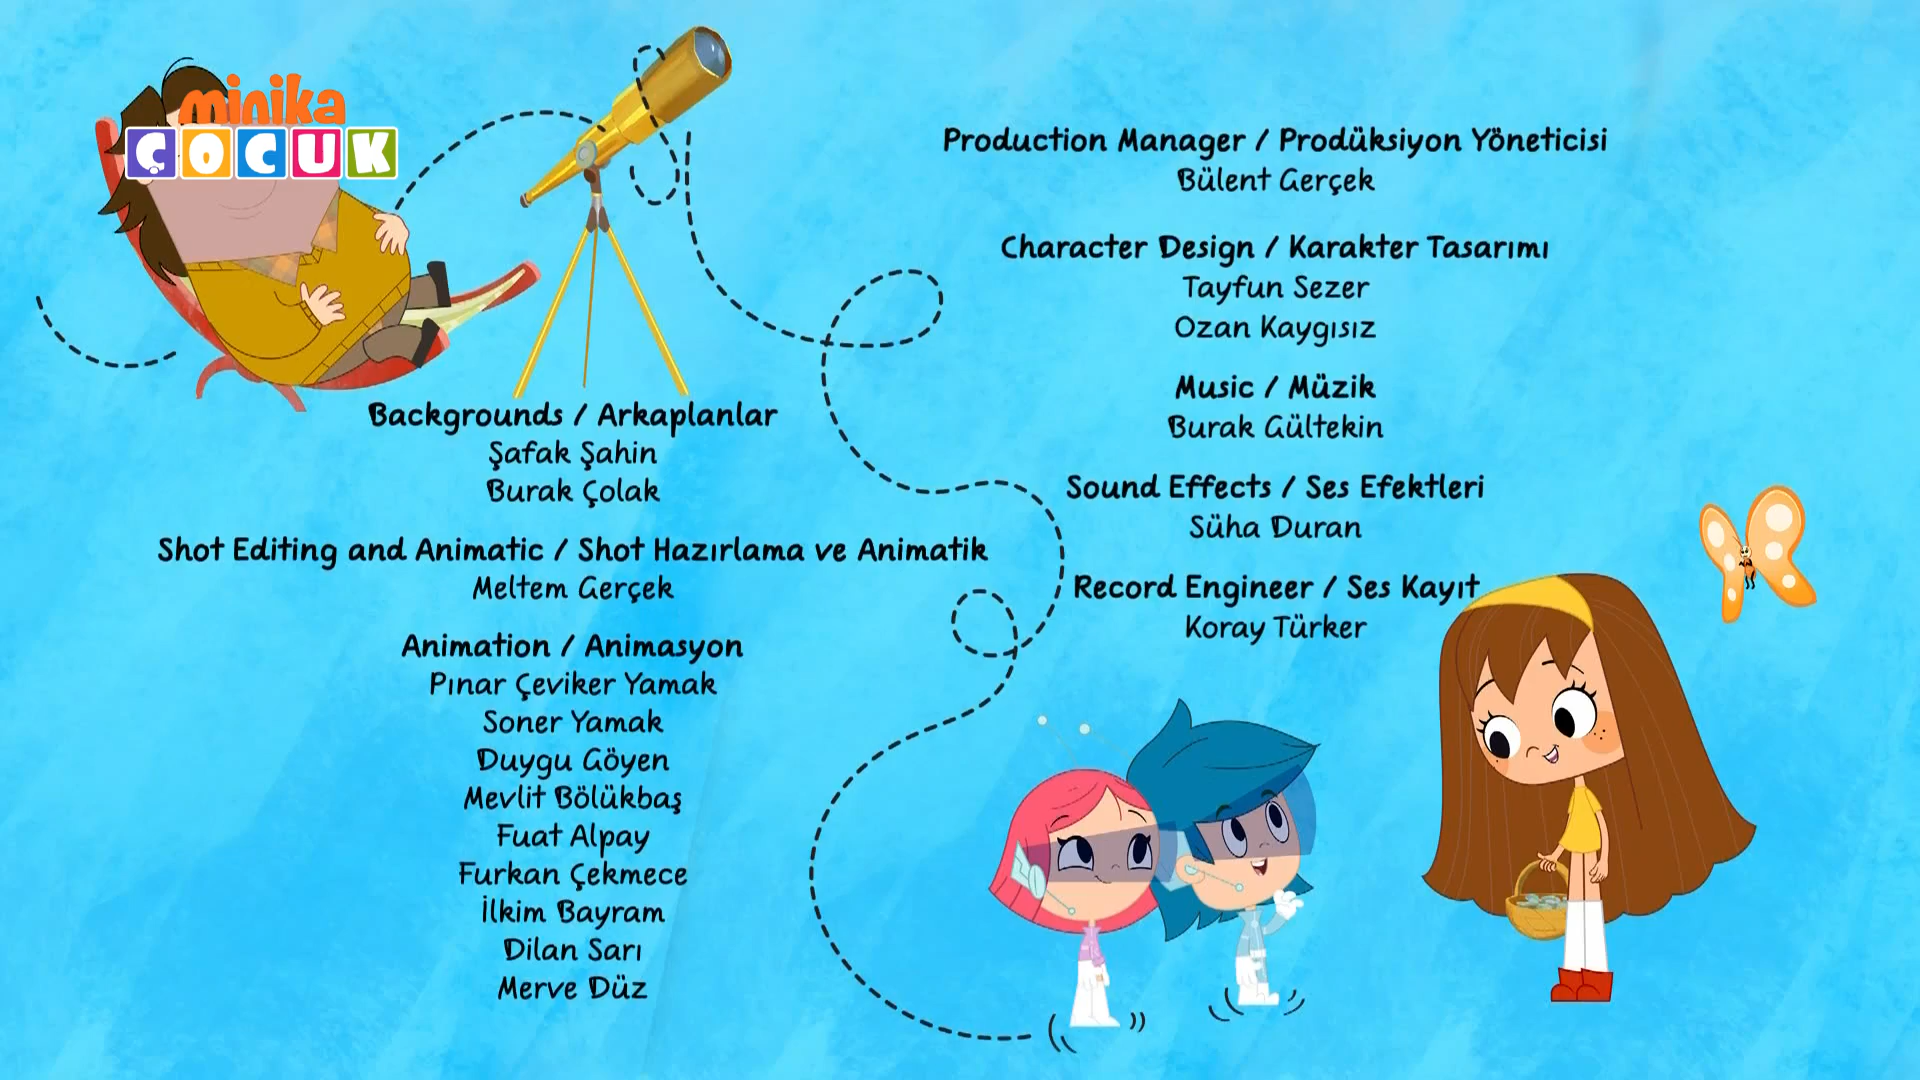 minika
ÇOCUK
Backgrounds / Arkaplanlar
Şafak Şahin
Burak Çolak
Shot Editing and Animatic / Shot Hazırlama ve Animatik
Meltem Gerçek
Animation / Animasyon
Pınar Çeviker Yamak
Soner Yamak
Duygu Göyen
Mevlit Bölükbaş
Fuat Alpay
Furkan Çekmece
İlkim Bayram
Dilan Sarı
Merve Düz
Production Manager / Prodüksiyon Yöneticisi
Bülent Gerçek
Character Design / Karakter Tasarımı
Tayfun Sezer
Ozan Kaygısız
Music / Müzik
Burak Gültekin
Sound Effects / Ses Efektleri
Süha Duran
Record Engineer / Ses Kayıt
Koray Türker